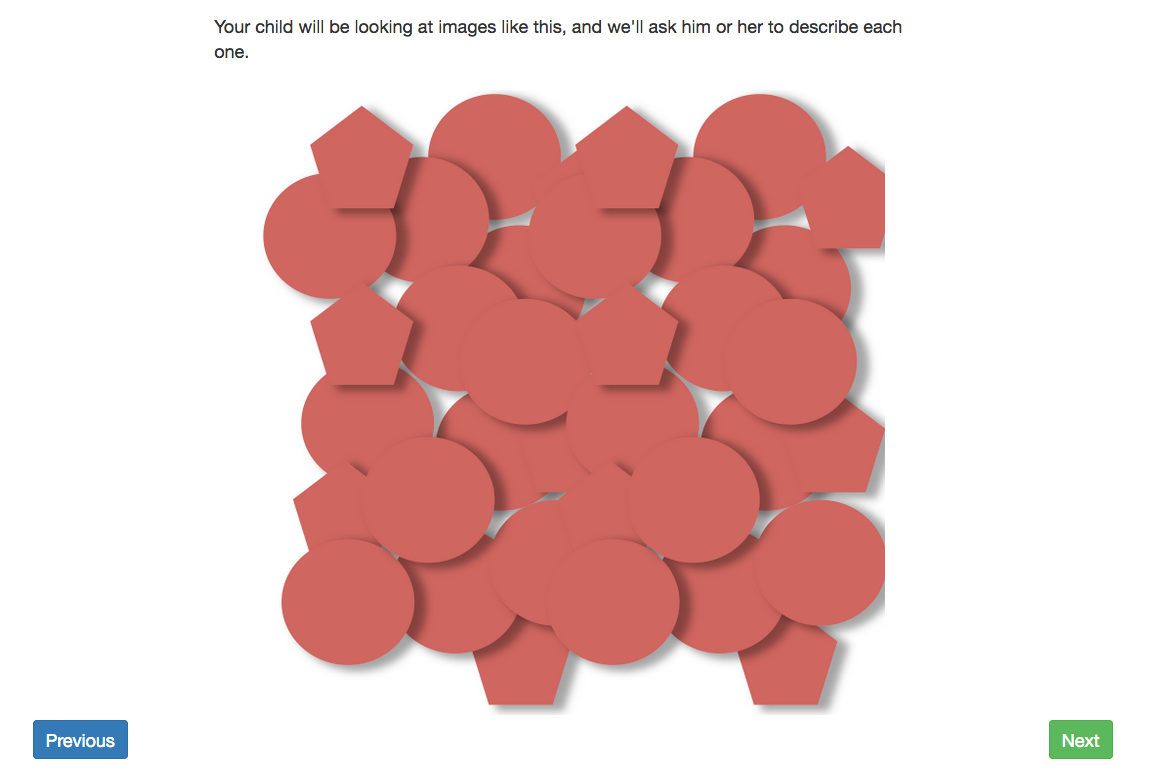 Your child will be looking at images like this, and we'll ask him or her to describe each
one.
Previous
Next